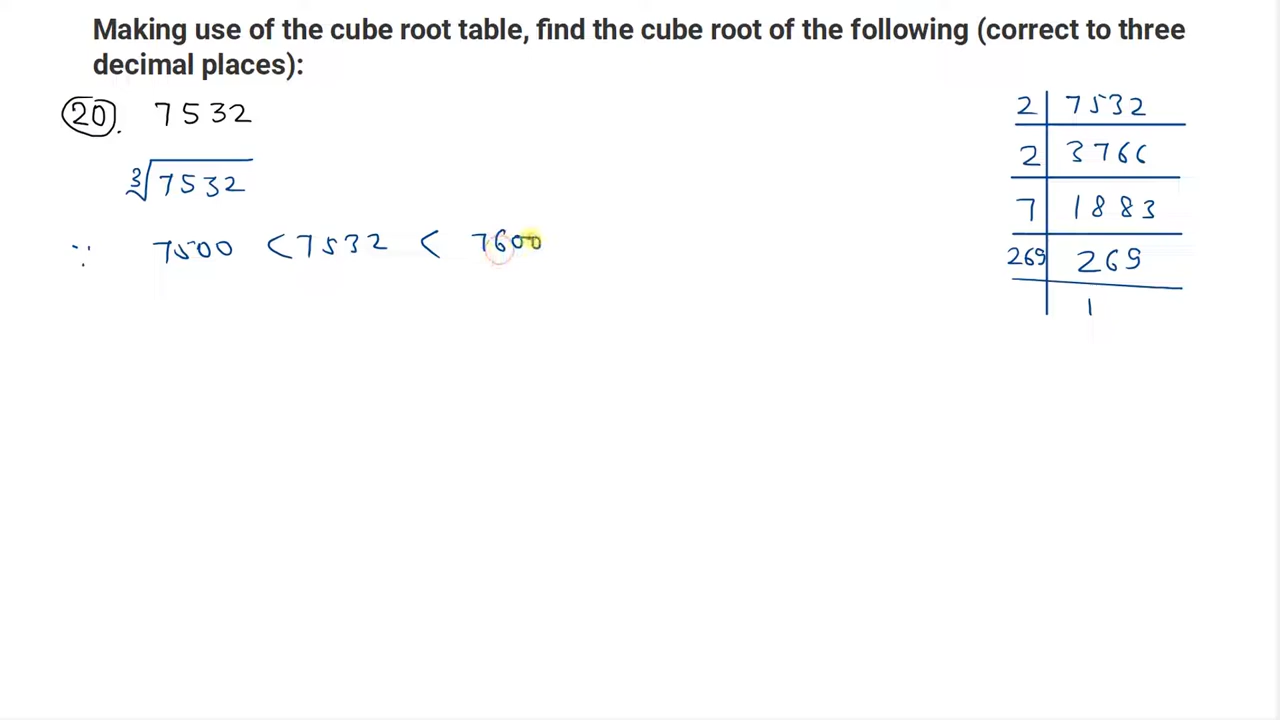 Making use of the cube root table, find the cube root of the following (correct to three
decimal places):
20. 7532
∛7532
∵ 7500 < 7532 < 7600
2 | 7532
2 | 3766
7 | 1883
269 | 269
1